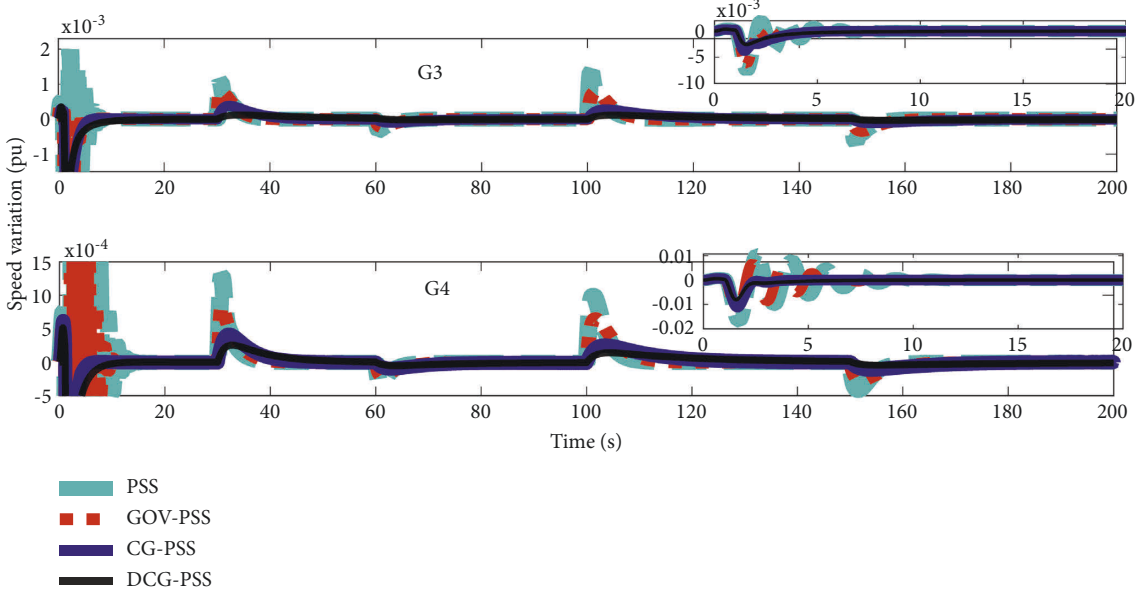 x10⁻³
x10⁻³
2
1
0
-1
G3
0
-5
-10
0 5 10 15 20
0 20 40 60 80 100 120 140 160 180 200
Speed variation (pu)
x10⁻⁴
15
10
5
0
-5
G4
0.01
0
-0.01
-0.02
0 5 10 15 20
0 20 40 60 80 100 120 140 160 180 200
Time (s)
PSS
GOV-PSS
CG-PSS
DCG-PSS